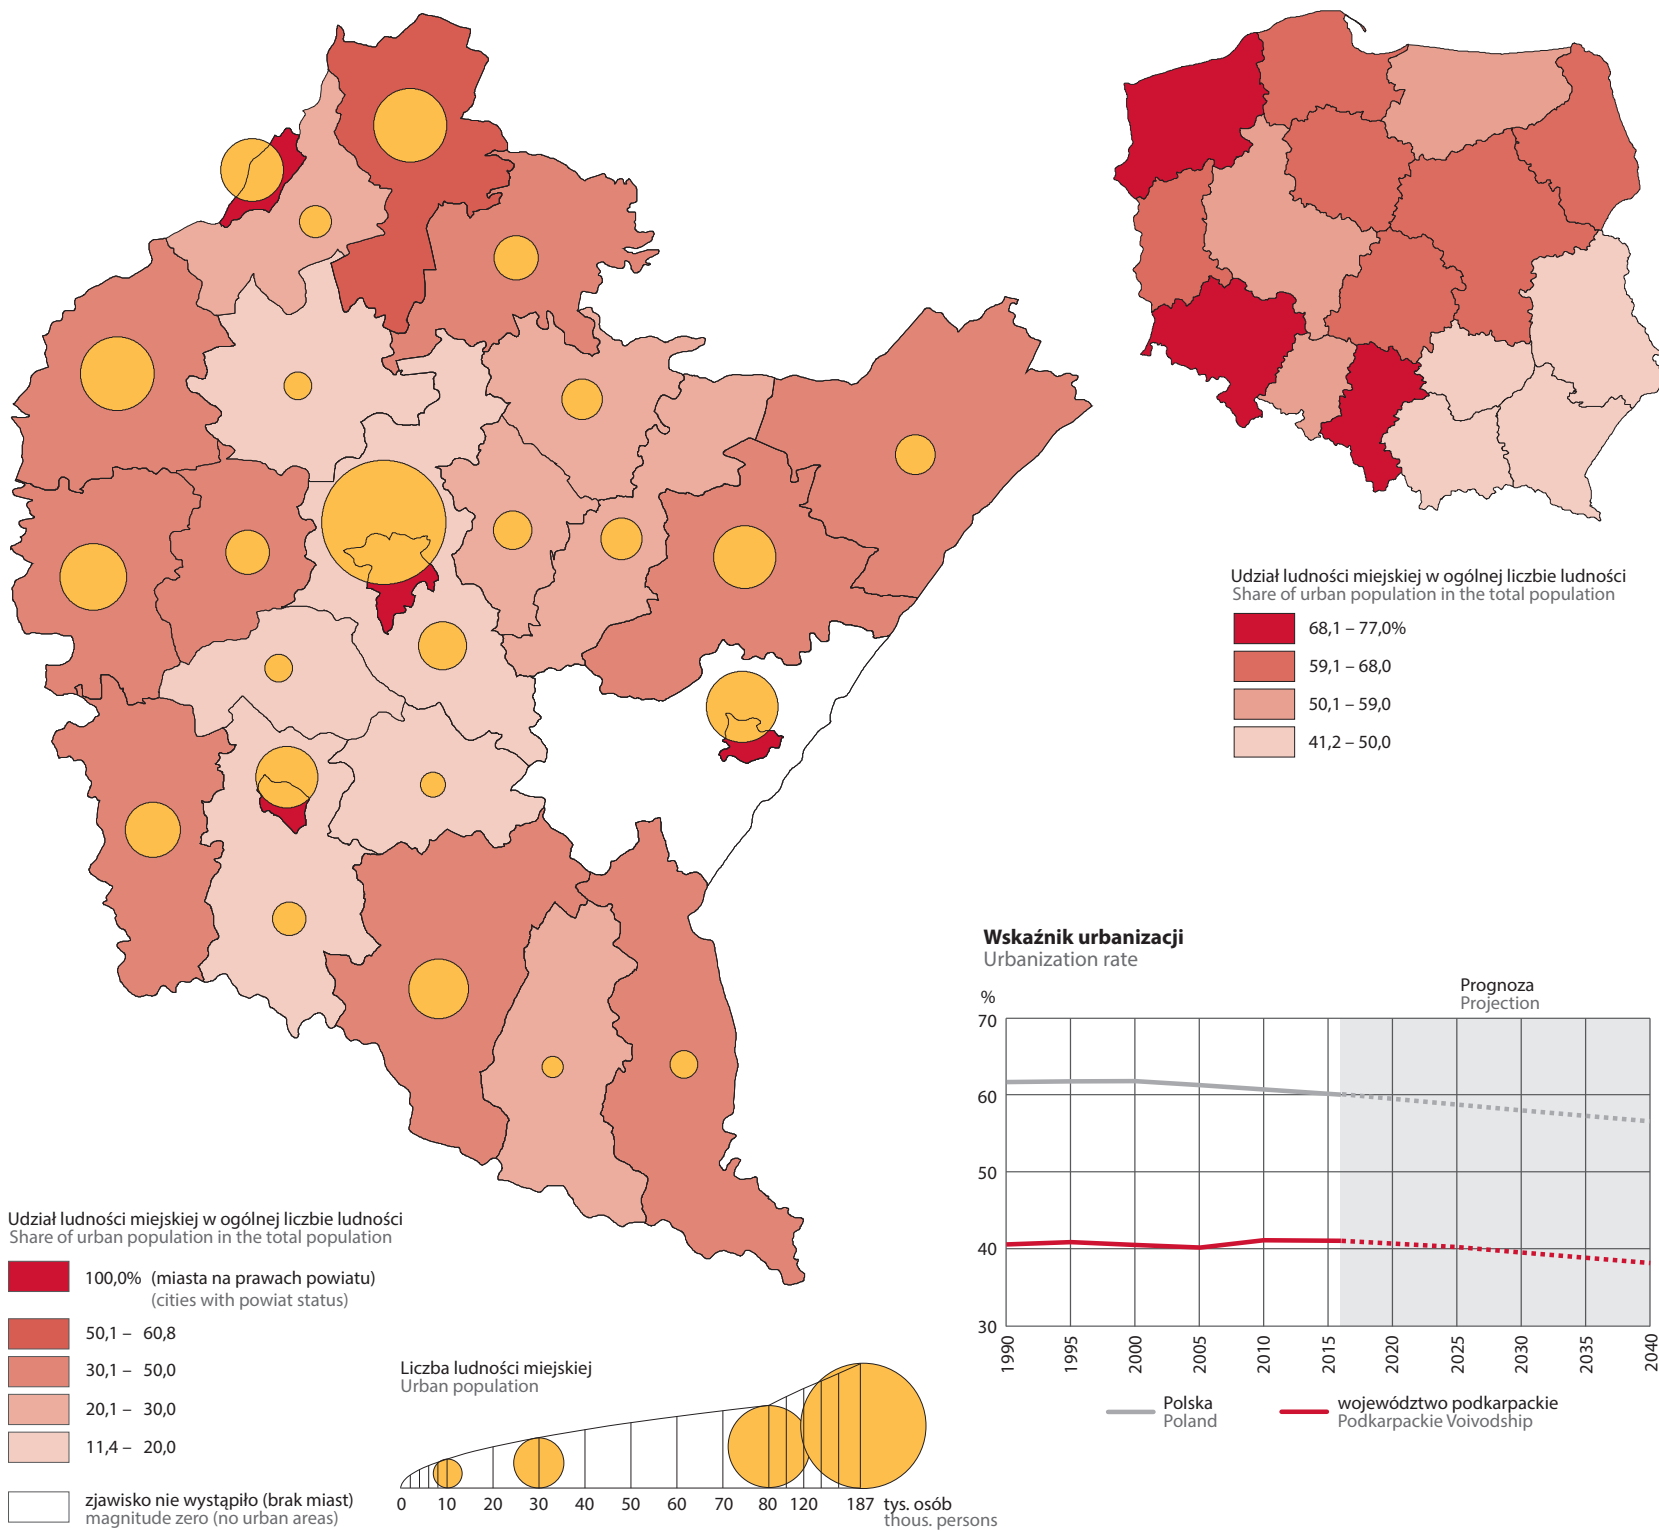 Udział ludności miejskiej w ogólnej liczbie ludności
Share of urban population in the total population
68,1 – 77,0%
59,1 – 68,0
50,1 – 59,0
41,2 – 50,0
Wskaźnik urbanizacji
Urbanization rate
Prognoza
Projection
%
70
60
50
40
30
1990
1995
2000
2005
2010
2015
2020
2025
2030
2035
2040
Polska
Poland
województwo podkarpackie
Podkarpackie Voivodship
Udział ludności miejskiej w ogólnej liczbie ludności
Share of urban population in the total population
100,0% (miasta na prawach powiatu)
(cities with powiat status)
50,1 – 60,8
30,1 – 50,0
20,1 – 30,0
11,4 – 20,0
zjawisko nie wystąpiło (brak miast)
magnitude zero (no urban areas)
Liczba ludności miejskiej
Urban population
0 10 20 30 40 50 60 70 80 120 187 tys. osób
thous. persons